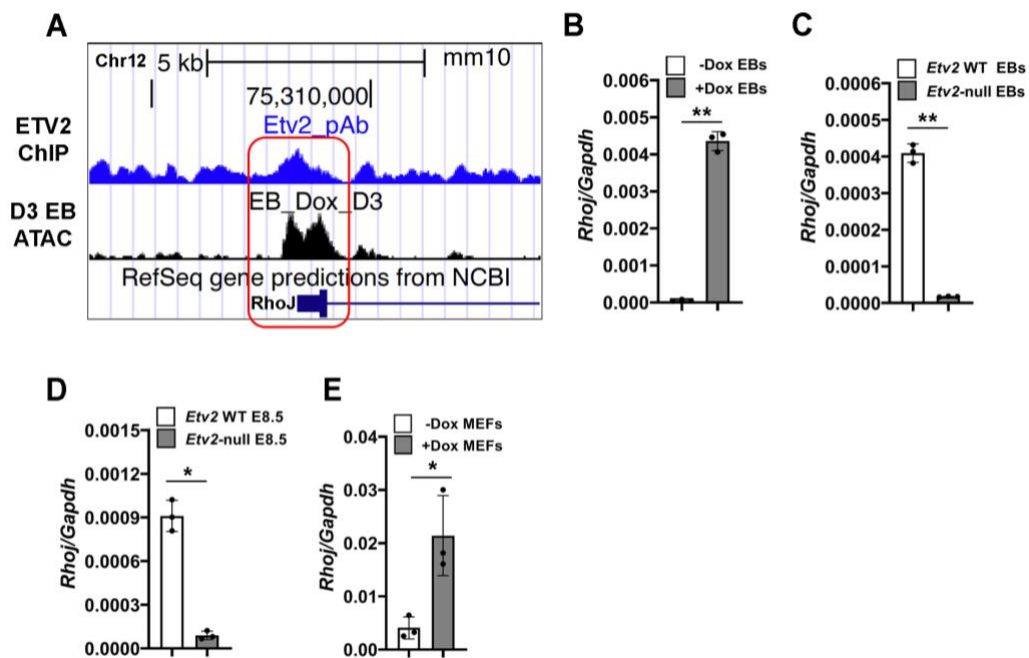 A
Chr12 5 kb mm10
75,310,000
ETV2
ChIP
Etv2_pAb
D3 EB
ATAC
EB_Dox_D3
RefSeq gene predictions from NCBI
RhoJ
B
-Dox EBs
+Dox EBs
**
Rhoj/Gapdh
0.006
0.005
0.004
0.003
0.002
0.001
0.000
C
Etv2 WT EBs
Etv2-null EBs
**
Rhoj/Gapdh
0.0006
0.0005
0.0004
0.0003
0.0002
0.0001
0.0000
D
Etv2 WT E8.5
Etv2-null E8.5
*
Rhoj/Gapdh
0.0015
0.0012
0.0009
0.0006
0.0003
0.0000
E
-Dox MEFs
+Dox MEFs
*
Rhoj/Gapdh
0.04
0.03
0.02
0.01
0.00